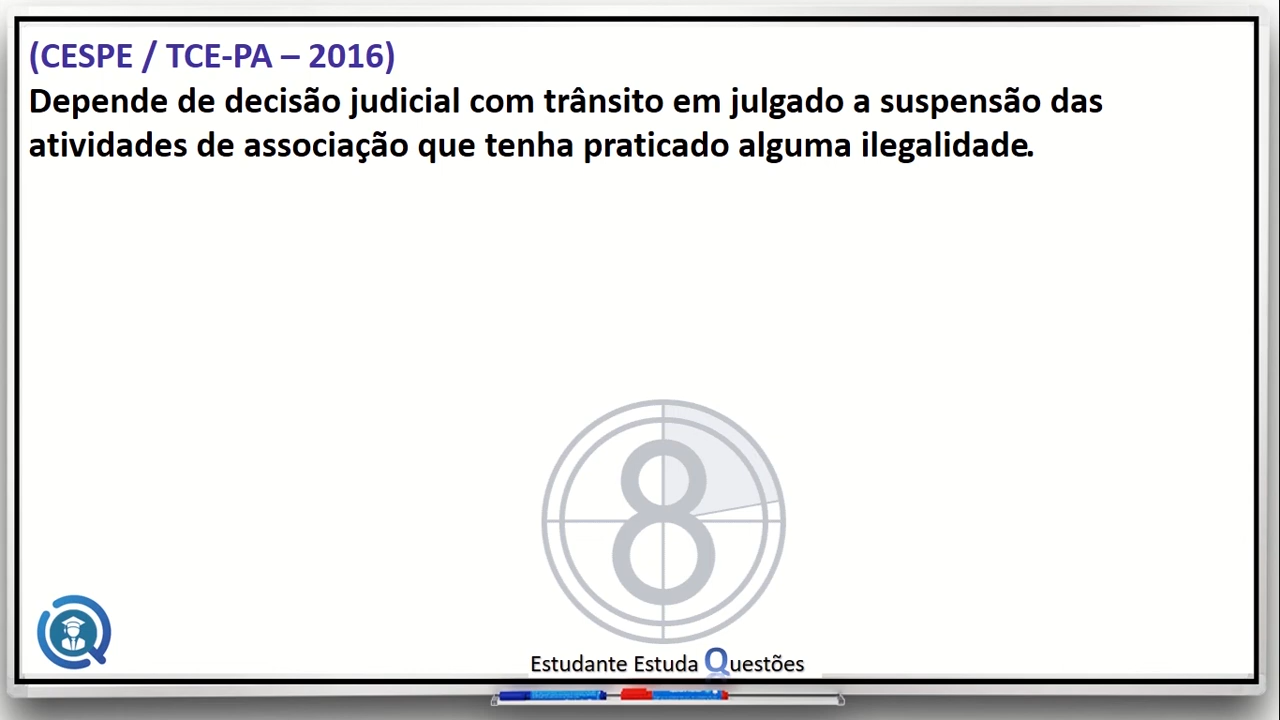 (CESPE / TCE-PA – 2016)
Depende de decisão judicial com trânsito em julgado a suspensão das
atividades de associação que tenha praticado alguma ilegalidade.
8
Estudante Estuda Questões